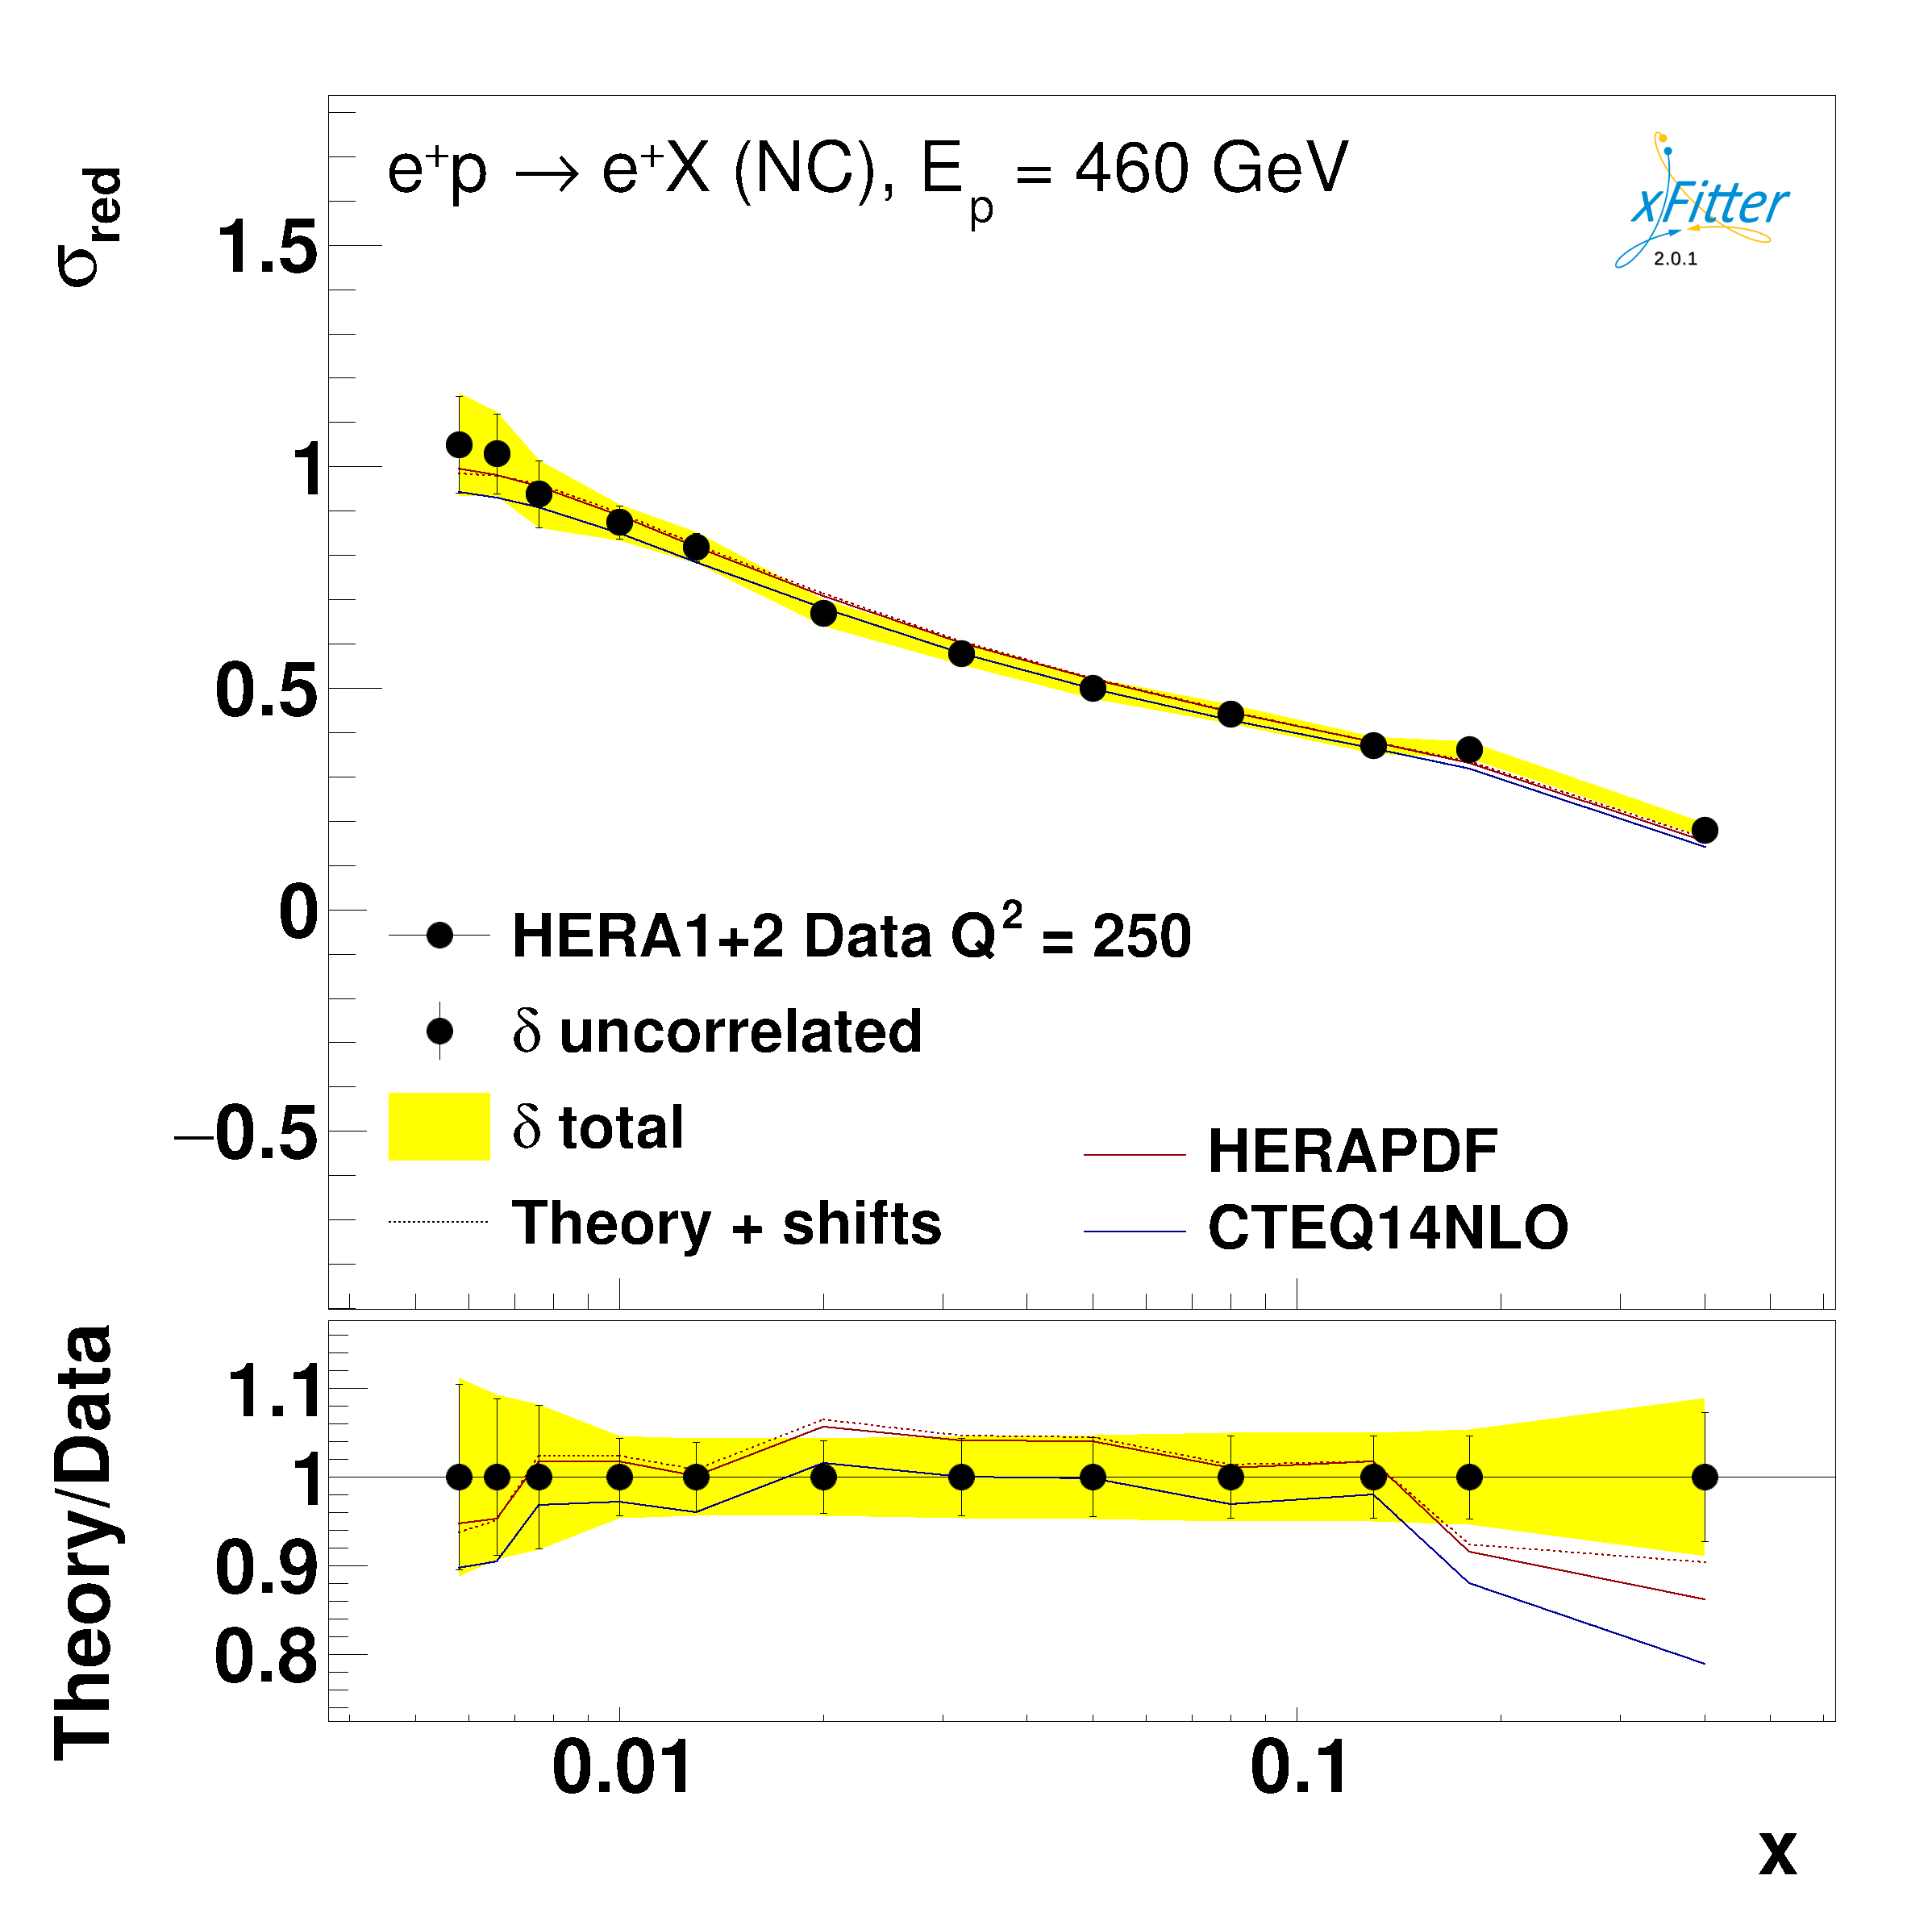 e⁺p → e⁺X (NC), Eₚ = 460 GeV
xFitter
2.0.1
σred
1.5
1
0.5
0
−0.5
HERA1+2 Data Q² = 250
δ uncorrelated
δ total
Theory + shifts
HERAPDF
CTEQ14NLO
Theory/Data
1.1
1
0.9
0.8
0.01
0.1
x